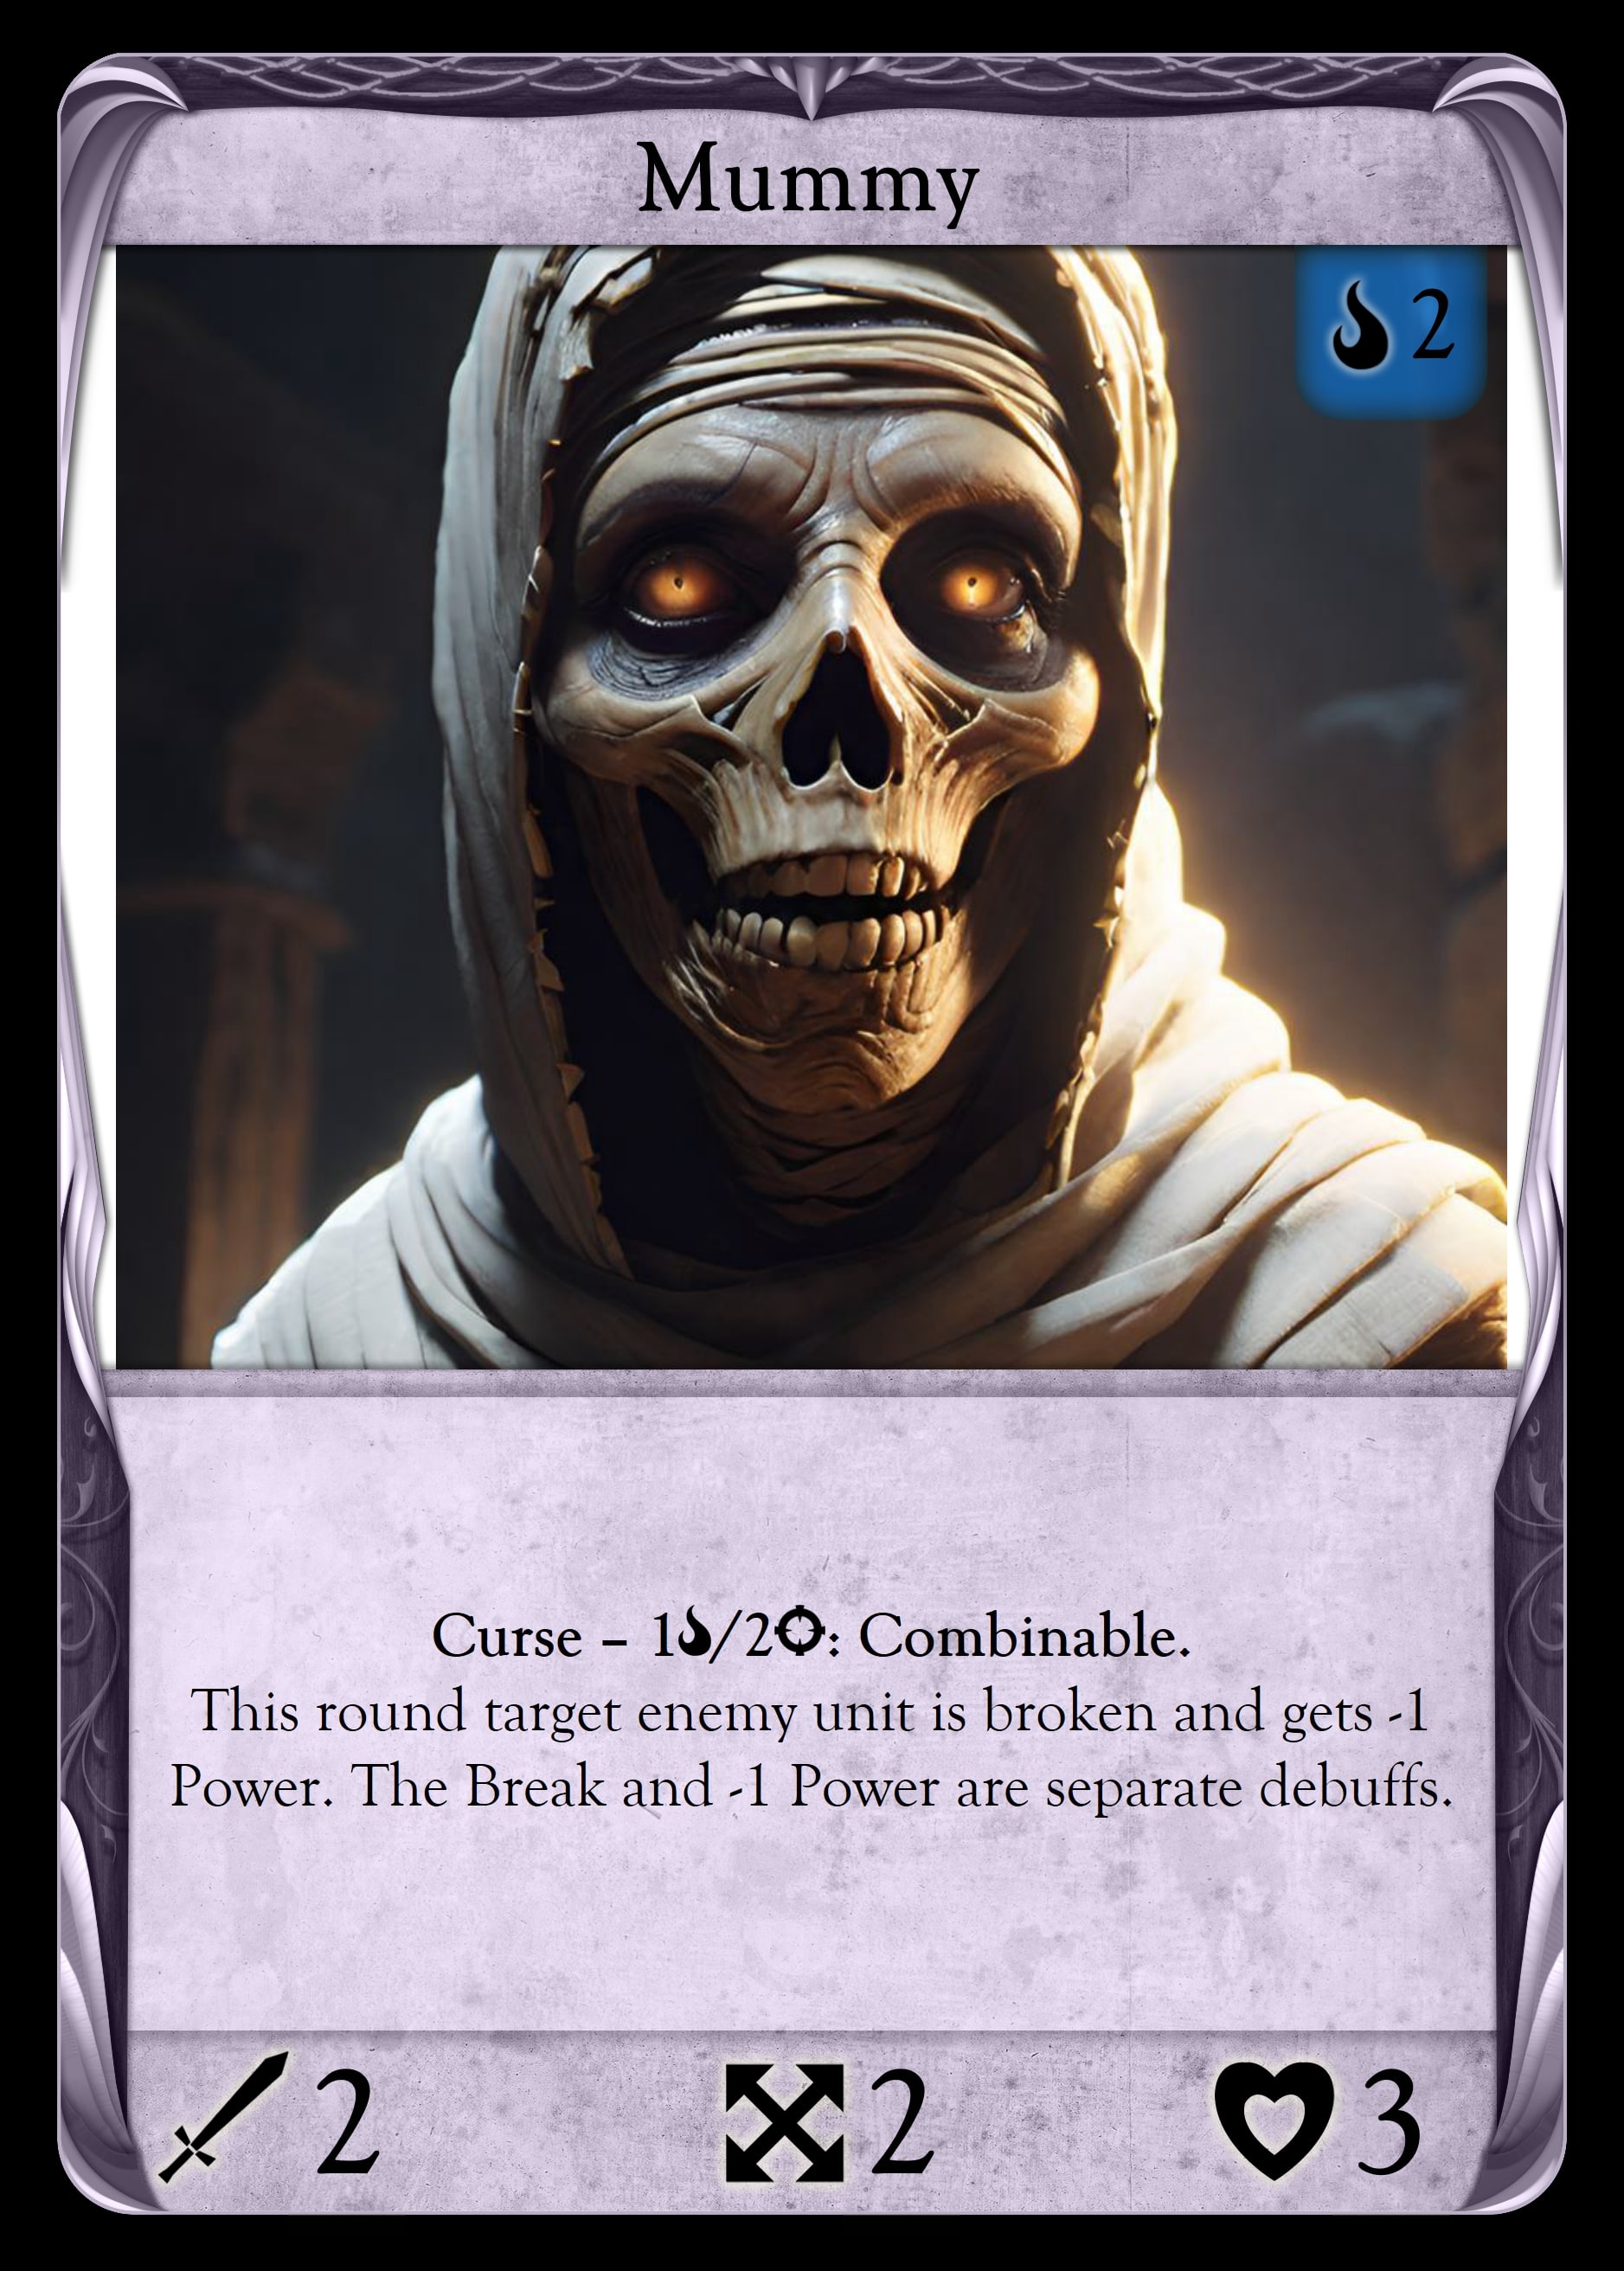 Mummy
2
Curse – 1/2: Combinable.
This round target enemy unit is broken and gets -1
Power. The Break and -1 Power are separate debuffs.
2 2 3